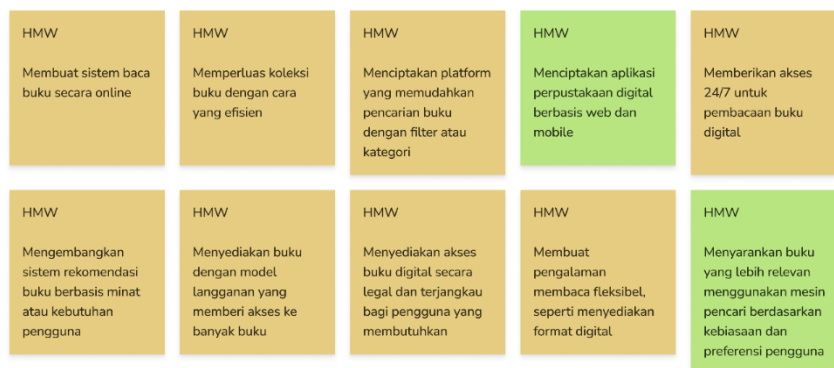 HMW
Membuat sistem baca
buku secara online
HMW
Memperluas koleksi
buku dengan cara
yang efisien
HMW
Menciptakan platform
yang memudahkan
pencarian buku
dengan filter atau
kategori
HMW
Menciptakan aplikasi
perpustakaan digital
berbasis web dan
mobile
HMW
Memberikan akses
24/7 untuk
pembacaan buku
digital
HMW
Mengembangkan
sistem rekomendasi
buku berbasis minat
atau kebutuhan
pengguna
HMW
Menyediakan buku
dengan model
langganan yang
memberi akses ke
banyak buku
HMW
Menyediakan akses
buku digital secara
legal dan terjangkau
bagi pengguna yang
membutuhkan
HMW
Membuat
pengalaman
membaca fleksibel,
seperti menyediakan
format digital
HMW
Menyarankan buku
yang lebih relevan
menggunakan mesin
pencari berdasarkan
kebiasaan dan
preferensi pengguna